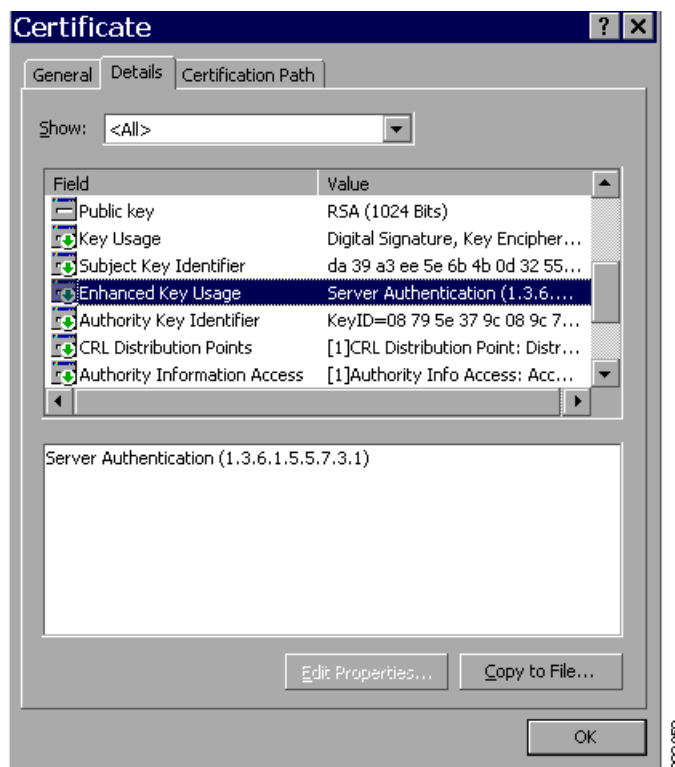 Certificate
General Details Certification Path
Show: <All>
Field Value
Public key RSA (1024 Bits)
Key Usage Digital Signature, Key Encipher...
Subject Key Identifier da 39 a3 ee 5e 6b 4b 0d 32 55...
Enhanced Key Usage Server Authentication (1.3.6....
Authority Key Identifier KeyID=08 79 5e 37 9c 08 9c 7...
CRL Distribution Points [1]CRL Distribution Point: Distr...
Authority Information Access [1]Authority Info Access: Acc...
Server Authentication (1.3.6.1.5.5.7.3.1)
Edit Properties... Copy to File...
OK